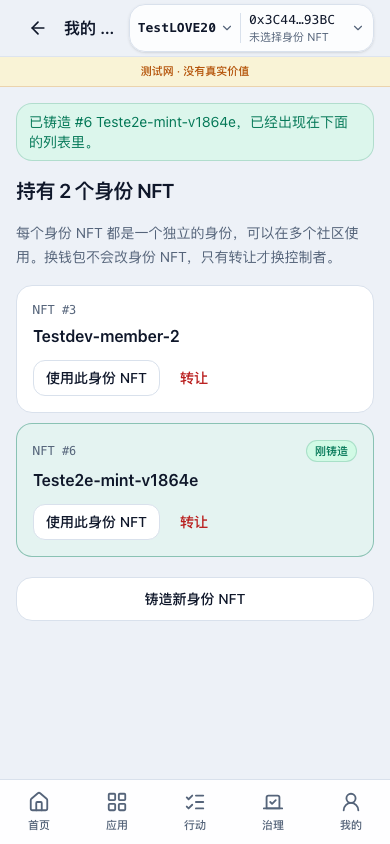 我的 ...
TestLOVE20
0x3C44…93BC
未选择身份 NFT
测试网 · 没有真实价值
已铸造 #6 Teste2e-mint-v1864e，已经出现在下面
的列表里。
持有 2 个身份 NFT
每个身份 NFT 都是一个独立的身份，可以在多个社区使
用。换钱包不会改身份 NFT，只有转让才换控制者。
NFT #3
Testdev-member-2
使用此身份 NFT
转让
NFT #6
刚铸造
Teste2e-mint-v1864e
使用此身份 NFT
转让
铸造新身份 NFT
首页
应用
行动
治理
我的